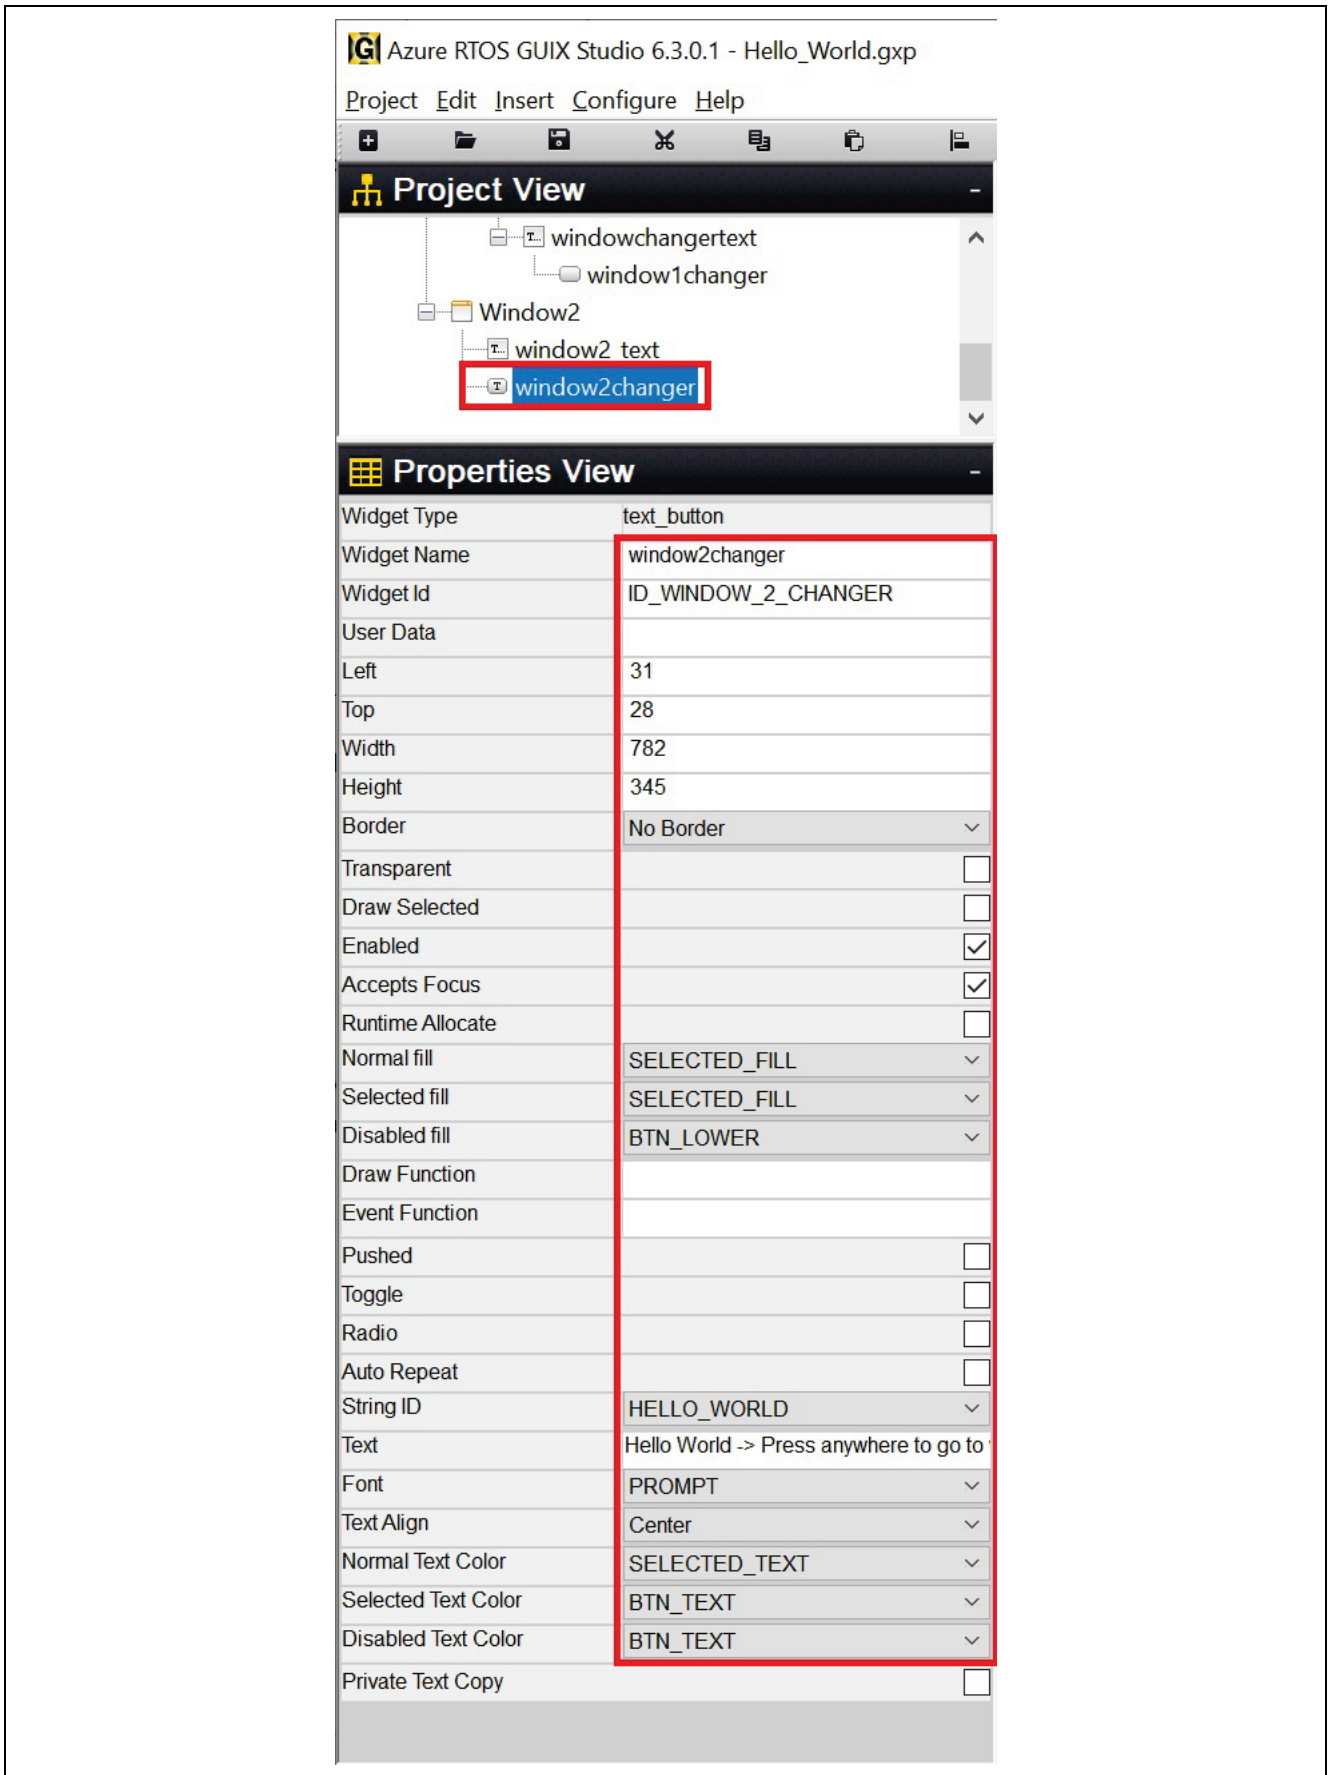 Azure RTOS GUIX Studio 6.3.0.1 - Hello_World.gxp
Project Edit Insert Configure Help
Project View
windowchangertext
window1changer
Window2
window2_text
window2changer
Properties View
Widget Type text_button
Widget Name window2changer
Widget Id ID_WINDOW_2_CHANGER
User Data
Left 31
Top 28
Width 782
Height 345
Border No Border
Transparent
Draw Selected
Enabled
Accepts Focus
Runtime Allocate
Normal fill SELECTED_FILL
Selected fill SELECTED_FILL
Disabled fill BTN_LOWER
Draw Function
Event Function
Pushed
Toggle
Radio
Auto Repeat
String ID HELLO_WORLD
Text Hello World -> Press anywhere to go to
Font PROMPT
Text Align Center
Normal Text Color SELECTED_TEXT
Selected Text Color BTN_TEXT
Disabled Text Color BTN_TEXT
Private Text Copy